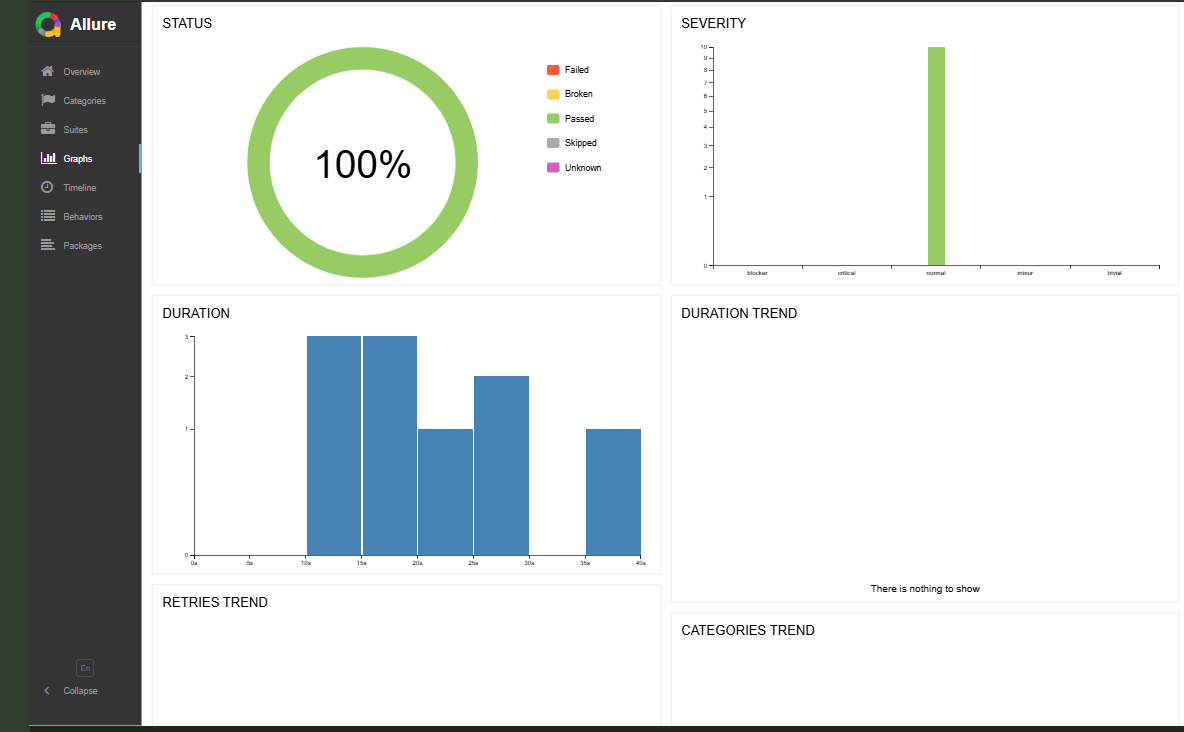 Allure
Overview
Categories
Suites
Graphs
Timeline
Behaviors
Packages
En
Collapse
STATUS
100%
Failed
Broken
Passed
Skipped
Unknown
SEVERITY
10
9
8
7
6
5
4
3
2
1
0
blocker
critical
normal
minor
trivial
DURATION
3
2
1
0
0s
5s
10s
15s
20s
25s
30s
35s
40s
DURATION TREND
There is nothing to show
RETRIES TREND
CATEGORIES TREND